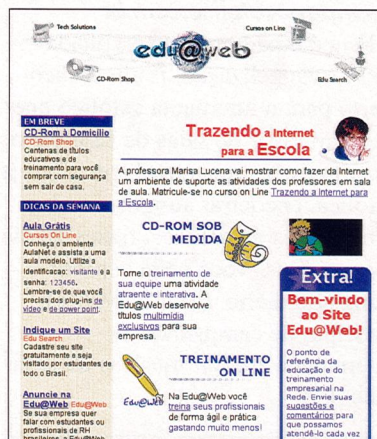 Tech Solutions
Cursos on Line
edu@web
CD-Rom Shop
Edu Search
EM BREVE
CD-Rom à Domicílio
CD-Rom Shop
Centenas de títulos
educativos e de
treinamento para você
comprar com segurança
sem sair de casa.
DICAS DA SEMANA
Aula Grátis
Cursos On Line
Conheça o ambiente
AulaNet e assista a uma
aula modelo. Utilize a
Identificacao: visitante e a
senha: 123456.
Lembre-se de que você
precisa dos plug-ins de
vídeo e de power point.
Indique um Site
Edu Search
Cadastre seu site
gratuitamente e seja
visitado por estudantes de
todo o Brasil.
Anuncie na
Edu@Web Edu@Web
Se sua empresa quer
falar com estudantes ou
profissionais de RH
brasileiros, a Edu@Web
Trazendo a Internet
para a Escola
A professora Marisa Lucena vai mostrar como fazer da Internet
um ambiente de suporte as atividades dos professores em sala
de aula. Matricule-se no curso on Line Trazendo a Internet para
a Escola.
CD-ROM SOB
MEDIDA
Torne o treinamento de
sua equipe uma atividade
atraente e interativa. A
Edu@Web desenvolve
títulos multimídia
exclusivos para sua
empresa.
TREINAMENTO
ON LINE
Edu@Web
Na Edu@Web você
treina seus profissionais
de forma ágil e prática
gastando muito menos!
Extra!
Bem-vindo
ao Site
Edu@Web!
O ponto de
referência da
educação e do
treinamento
empresarial na
Rede. Envie suas
sugestões e
comentários para
que possamos
atendê-lo cada vez